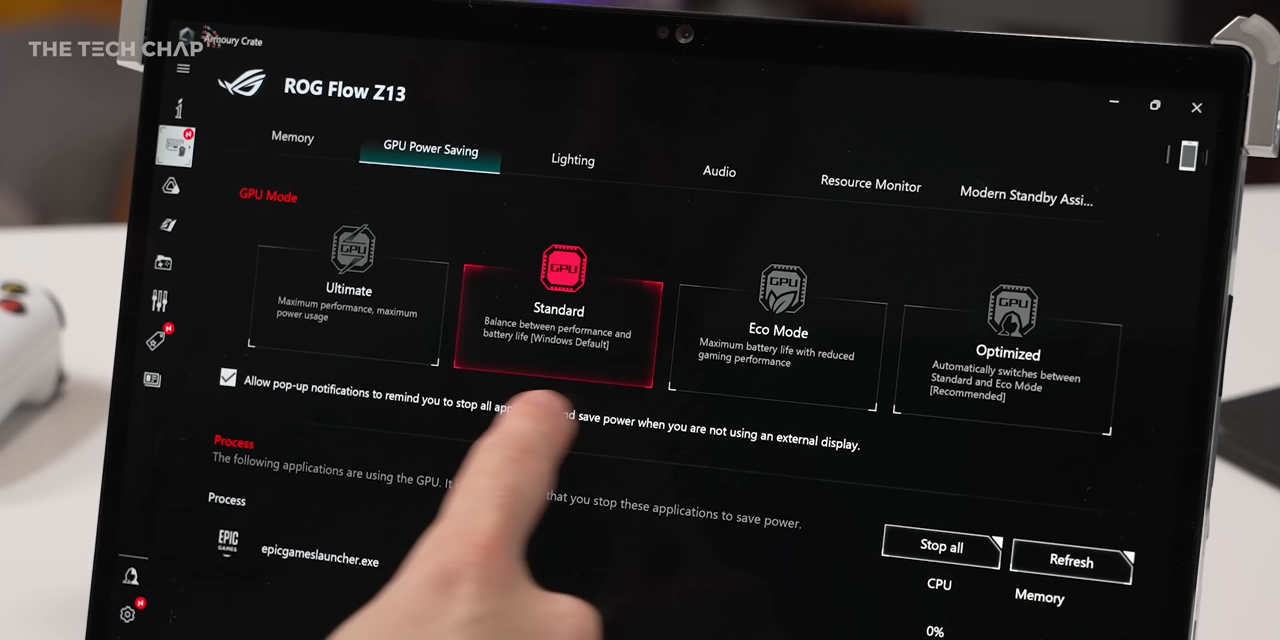 THE TECH CHAP
Armoury Crate
ROG Flow Z13
Memory
GPU Power Saving
Lighting
Audio
Resource Monitor
Modern Standby Assi...
GPU Mode
GPU
Ultimate
Maximum performance, maximum
power usage
GPU
Standard
Balance between performance and
battery life [Windows Default]
GPU
Eco Mode
Maximum battery life with reduced
gaming performance
GPU
Optimized
Automatically switches between
Standard and Eco Mode
[Recommended]
Allow pop-up notifications to remind you to stop all and save power when you are not using an external display.
Process
The following applications are using the GPU. that you stop these applications to save power.
Process
Stop all
Refresh
EPIC
GAMES
epicgameslauncher.exe
CPU
Memory
0%